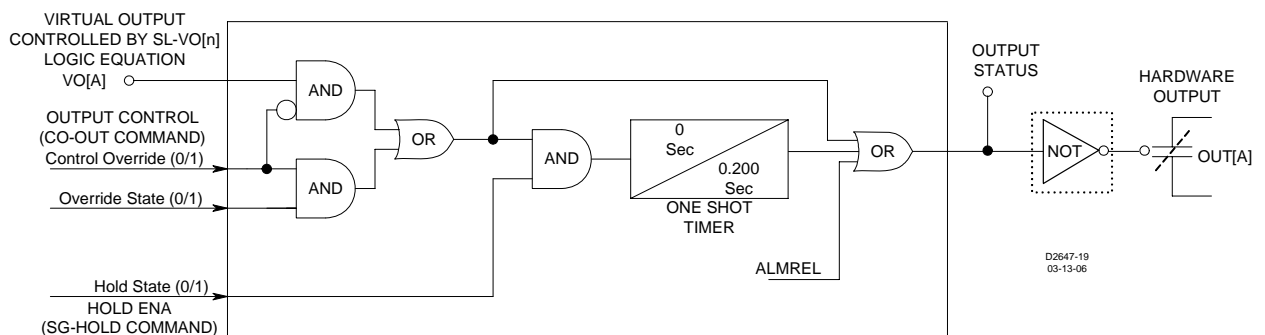 VIRTUAL OUTPUT
CONTROLLED BY SL-VO[n]
LOGIC EQUATION
VO[A]
OUTPUT CONTROL
(CO-OUT COMMAND)
Control Override (0/1)
Override State (0/1)
Hold State (0/1)
HOLD ENA
(SG-HOLD COMMAND)
AND
AND
OR
AND
0
Sec
0.200
Sec
ONE SHOT
TIMER
ALMREL
OR
OUTPUT
STATUS
NOT
HARDWARE
OUTPUT
OUT[A]
D2647-19
03-13-06